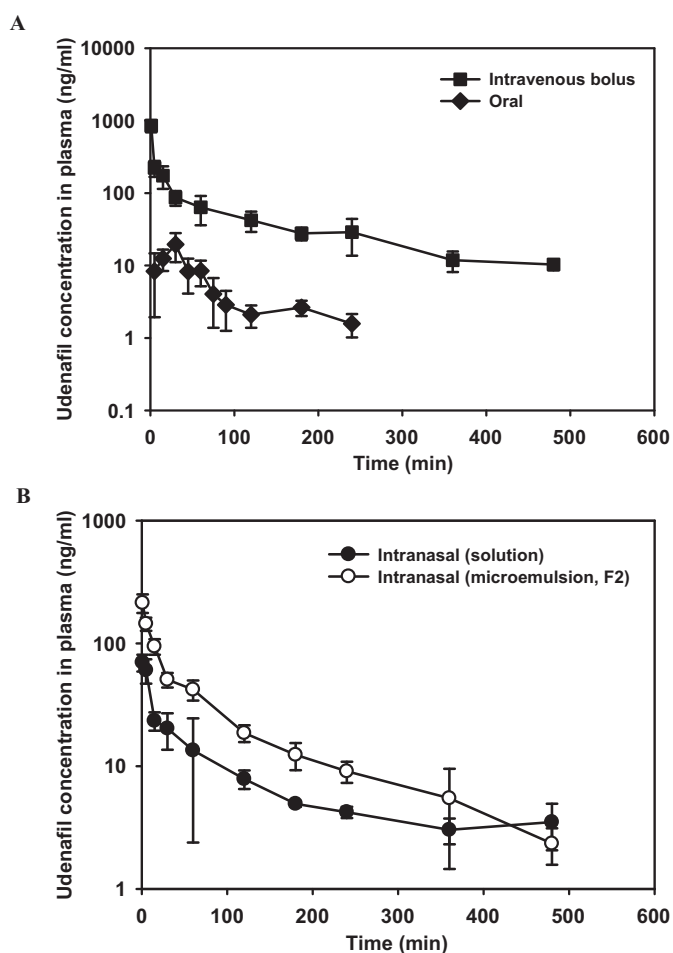 A
Udenafil concentration in plasma (ng/ml)
10000
1000
100
10
1
0.1
Intravenous bolus
Oral
0 100 200 300 400 500 600
Time (min)
B
Udenafil concentration in plasma (ng/ml)
1000
100
10
1
Intranasal (solution)
Intranasal (microemulsion, F2)
0 100 200 300 400 500 600
Time (min)